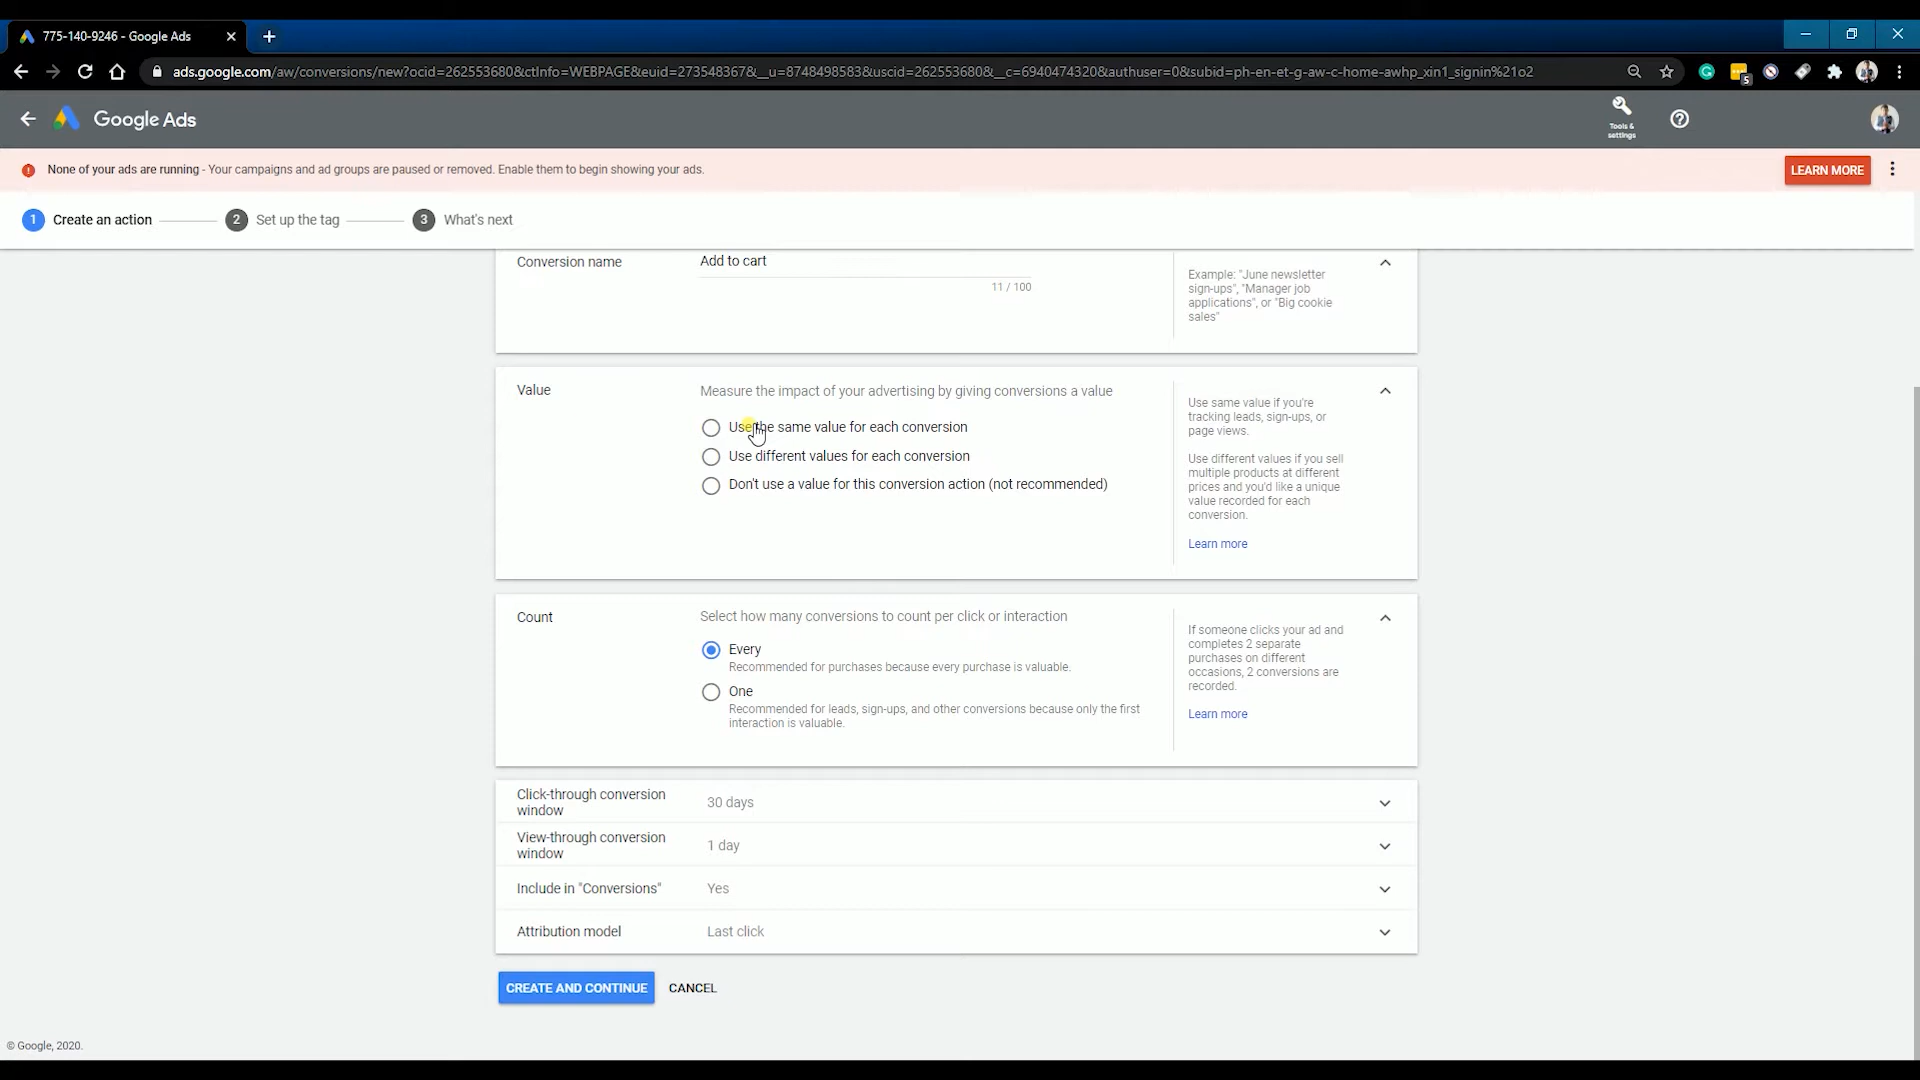 775-140-9246 - Google Ads
ads.google.com/aw/conversions/new?ocid=262553680&ctInfo=WEBPAGE&euid=273548367&__u=8748498583&uscid=262553680&__c=6940474320&authuser=0&subid=ph-en-et-g-aw-c-home-awhp_xin1_signin%21o2
5
Google Ads
Tools &
settings
None of your ads are running - Your campaigns and ad groups are paused or removed. Enable them to begin showing your ads.
LEARN MORE
1 Create an action
2 Set up the tag
3 What's next
Conversion name
Add to cart
11 / 100
Example: "June newsletter
sign-ups", "Manager job
applications", or "Big cookie
sales"
Value
Measure the impact of your advertising by giving conversions a value
Use the same value for each conversion
Use different values for each conversion
Don't use a value for this conversion action (not recommended)
Use same value if you're
tracking leads, sign-ups, or
page views.
Use different values if you sell
multiple products at different
prices and you'd like a unique
value recorded for each
conversion.
Learn more
Count
Select how many conversions to count per click or interaction
Every
Recommended for purchases because every purchase is valuable.
One
Recommended for leads, sign-ups, and other conversions because only the first
interaction is valuable.
If someone clicks your ad and
completes 2 separate
purchases on different
occasions, 2 conversions are
recorded.
Learn more
Click-through conversion
window
30 days
View-through conversion
window
1 day
Include in "Conversions"
Yes
Attribution model
Last click
CREATE AND CONTINUE
CANCEL
© Google, 2020.